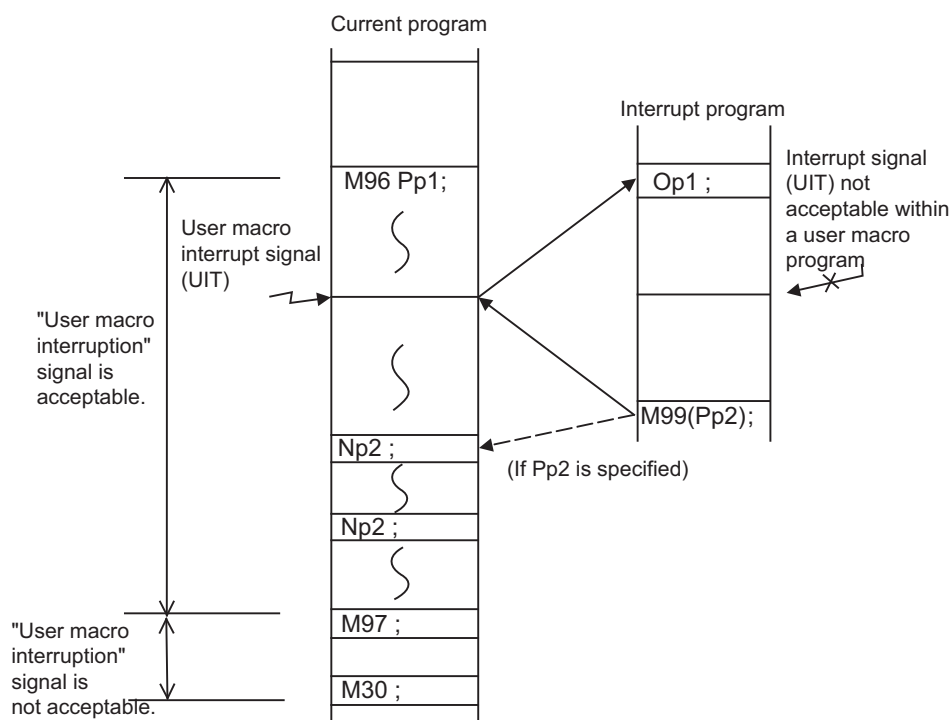 Current program
Interrupt program
M96 Pp1;
Op1 ;
Interrupt signal
(UIT) not
acceptable within
a user macro
program
User macro
interrupt signal
(UIT)
"User macro
interruption"
signal is
acceptable.
M99(Pp2);
Np2 ;
(If Pp2 is specified)
Np2 ;
M97 ;
"User macro
interruption"
signal is
not acceptable.
M30 ;